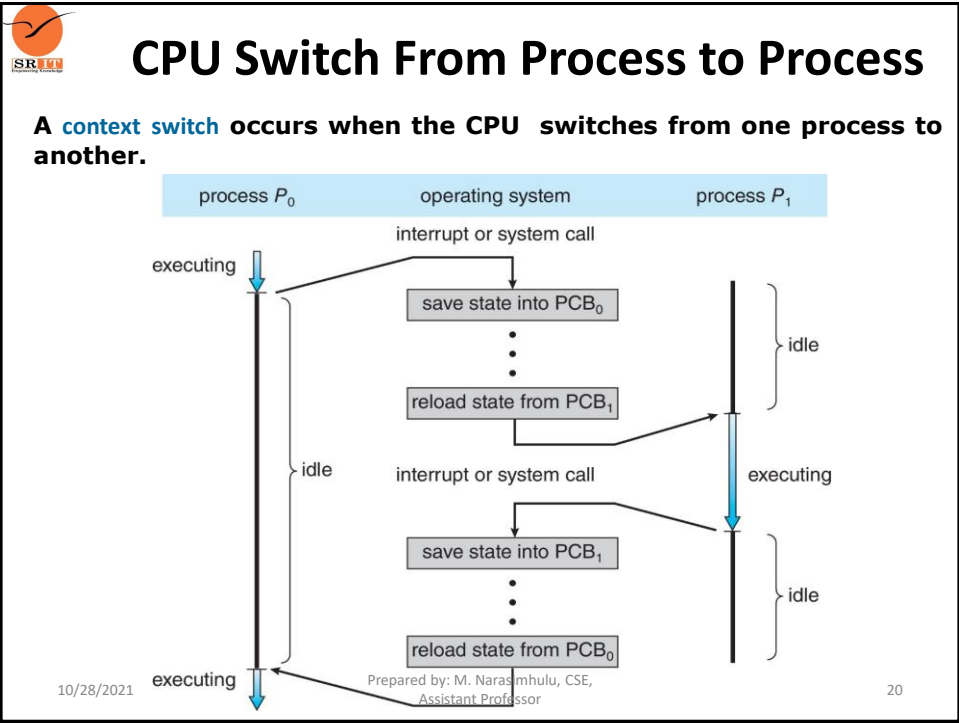 SRIT
Empowering Knowledge
CPU Switch From Process to Process
A context switch occurs when the CPU switches from one process to
another.
process P₀ operating system process P₁
interrupt or system call
executing
save state into PCB₀
idle
reload state from PCB₁
idle
interrupt or system call
executing
save state into PCB₁
idle
reload state from PCB₀
executing
10/28/2021
Prepared by: M. Narasimhulu, CSE,
Assistant Professor
20